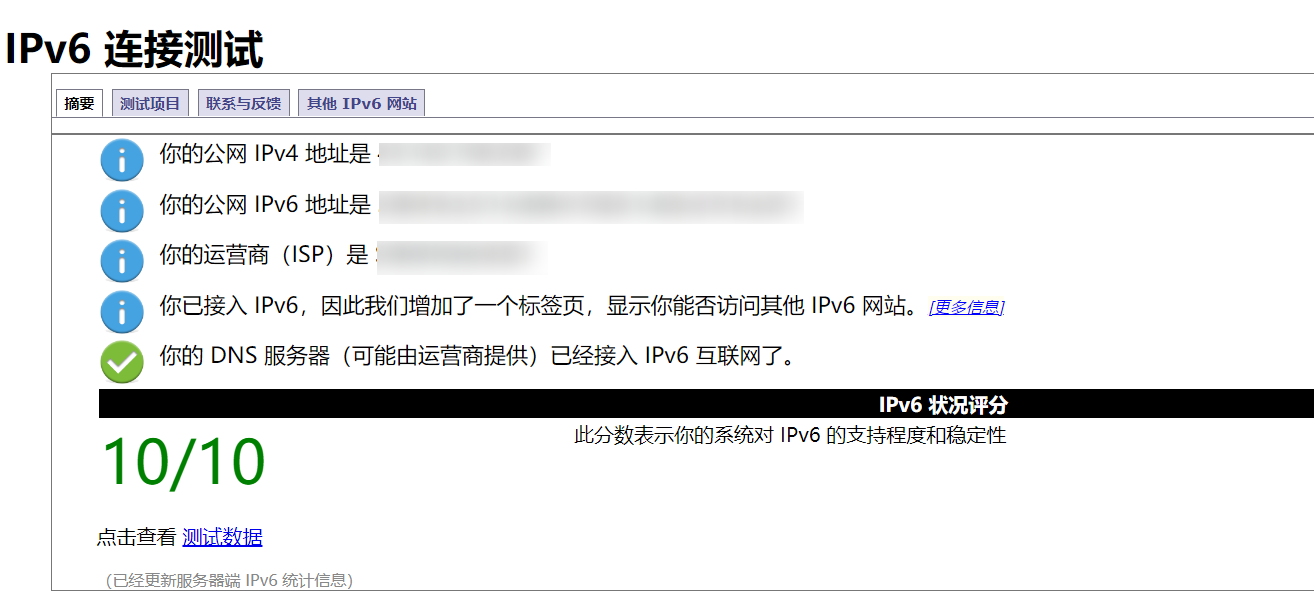 IPv6 连接测试
摘要 测试项目 联系与反馈 其他 IPv6 网站
你的公网 IPv4 地址是
你的公网 IPv6 地址是
你的运营商（ISP）是
你已接入 IPv6，因此我们增加了一个标签页，显示你能否访问其他 IPv6 网站。 [更多信息]
你的 DNS 服务器（可能由运营商提供）已经接入 IPv6 互联网了。
IPv6 状况评分
此分数表示你的系统对 IPv6 的支持程度和稳定性
10/10
点击查看 测试数据
（已经更新服务器端 IPv6 统计信息）